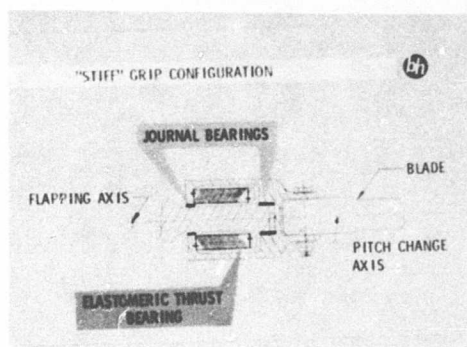 "STIFF" GRIP CONFIGURATION
bh
JOURNAL BEARINGS
BLADE
FLAPPING AXIS
PITCH CHANGE
AXIS
ELASTOMERIC THRUST
BEARING